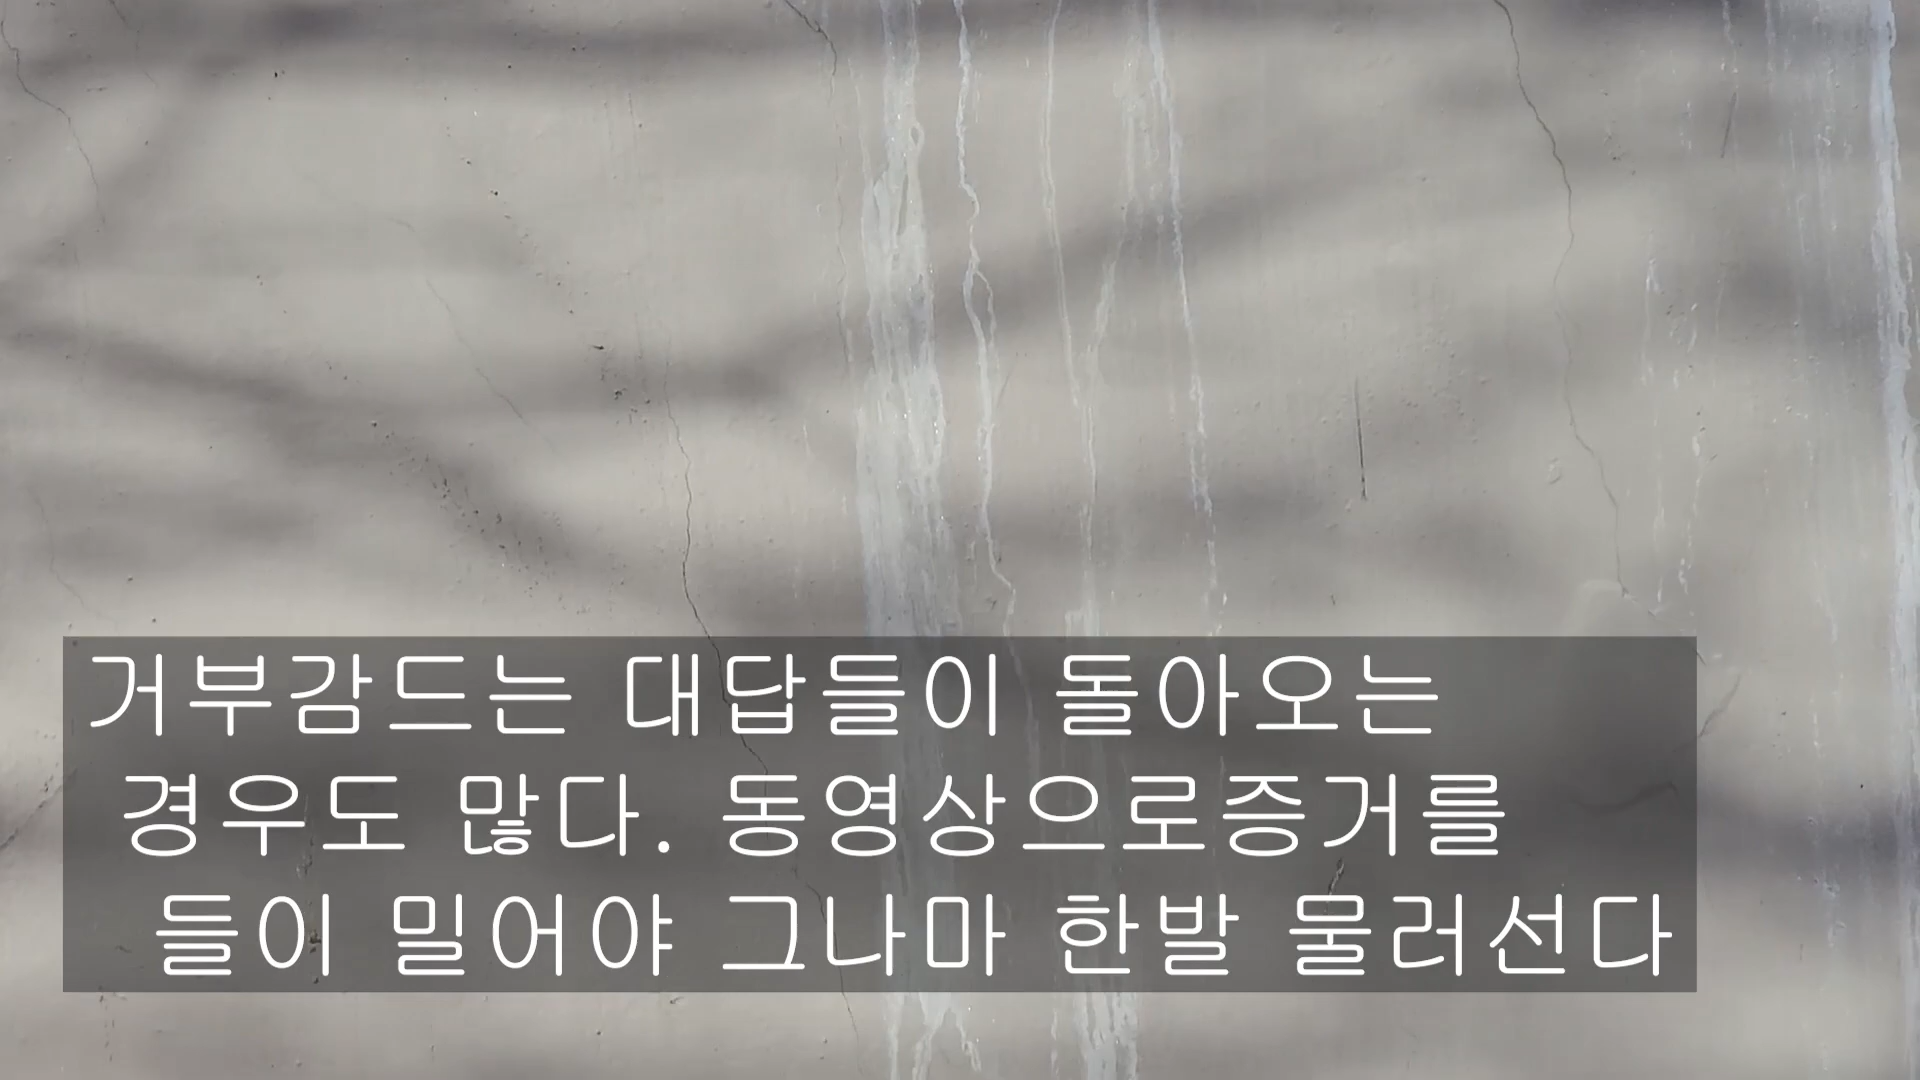 거부감드는 대답들이 돌아오는
경우도 많다. 동영상으로증거를
들이 밀어야 그나마 한발 물러선다